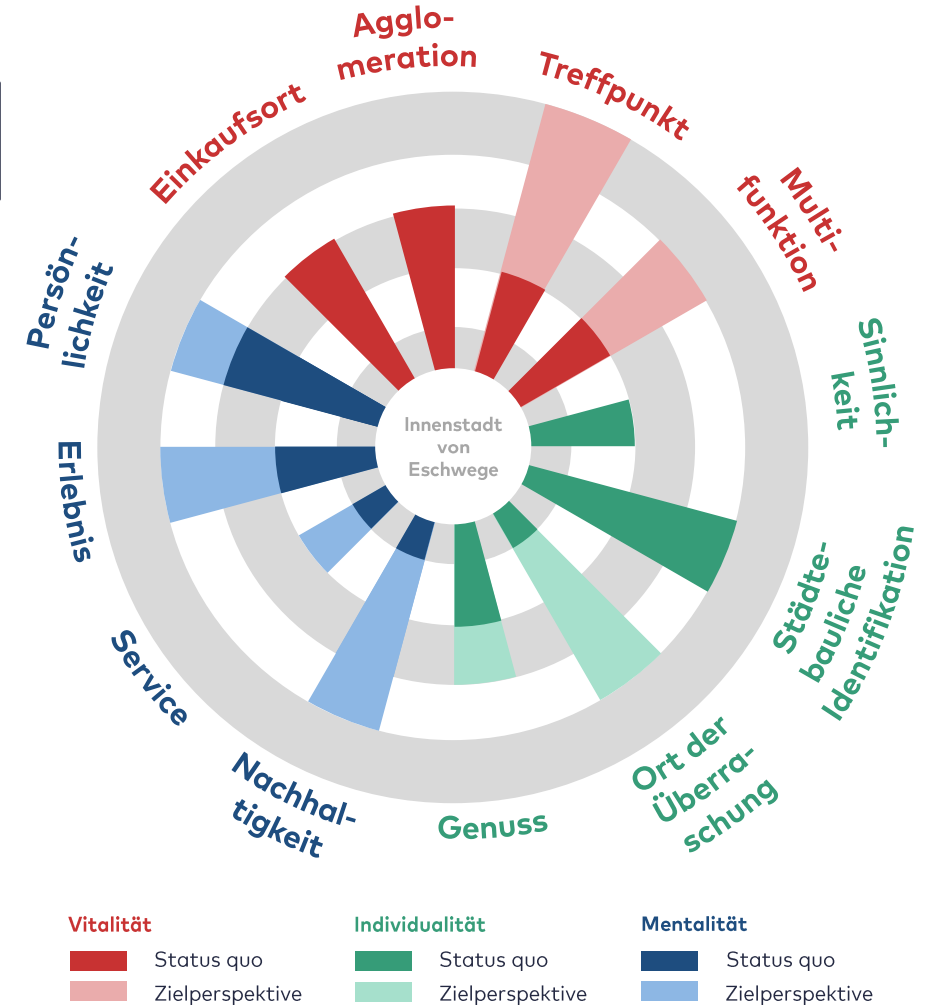 Agglo-
meration
Treffpunkt
Multi-
funktion
Sinnlich-
keit
Städte-
bauliche
Identifikation
Ort der
Überra-
schung
Genuss
Nachhal-
tigkeit
Service
Erlebnis
Persön-
lichkeit
Einkaufsort
Innenstadt
von
Eschwege
Vitalität
Status quo
Zielperspektive
Individualität
Status quo
Zielperspektive
Mentalität
Status quo
Zielperspektive